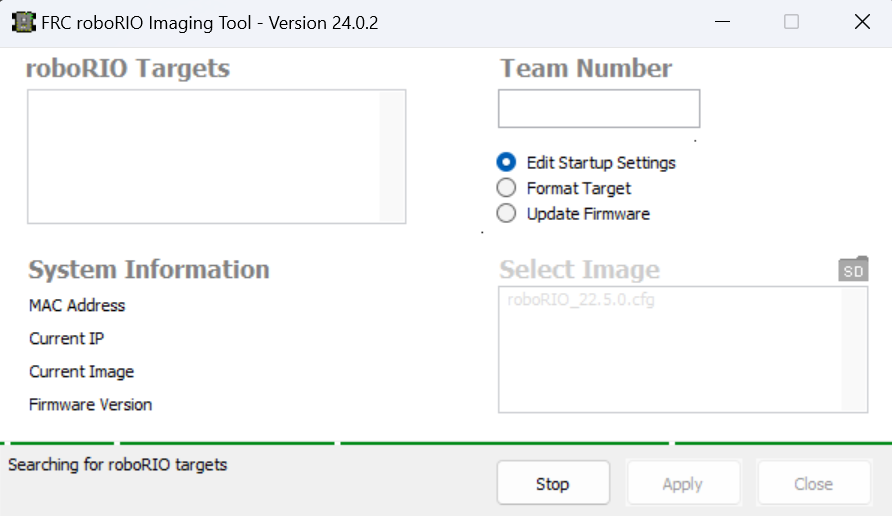 FRC roboRIO Imaging Tool - Version 24.0.2
roboRIO Targets
Team Number
Edit Startup Settings
Format Target
Update Firmware
System Information
MAC Address
Current IP
Current Image
Firmware Version
Select Image
SD
roboRIO_22.5.0.cfg
Searching for roboRIO targets
Stop
Apply
Close